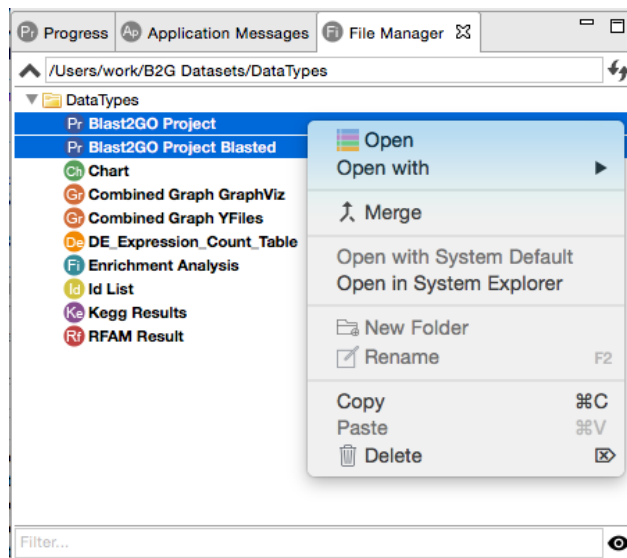 Pr Progress Ap Application Messages Fi File Manager
/Users/work/B2G Datasets/DataTypes
DataTypes
Pr Blast2GO Project
Pr Blast2GO Project Blasted
Ch Chart
Gr Combined Graph GraphViz
Gr Combined Graph YFiles
De DE_Expression_Count_Table
Fi Enrichment Analysis
Id Id List
Ke Kegg Results
Rf RFAM Result
Open
Open with
Merge
Open with System Default
Open in System Explorer
New Folder
Rename F2
Copy ⌘C
Paste ⌘V
Delete ⌦
Filter...